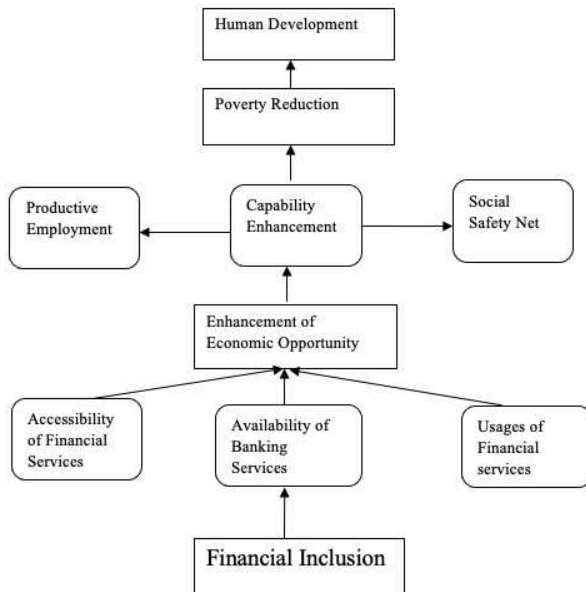 Human Development
Poverty Reduction
Productive
Employment
Capability
Enhancement
Social
Safety Net
Enhancement of
Economic Opportunity
Accessibility
of Financial
Services
Availability of
Banking
Services
Usages of
Financial
services
Financial Inclusion